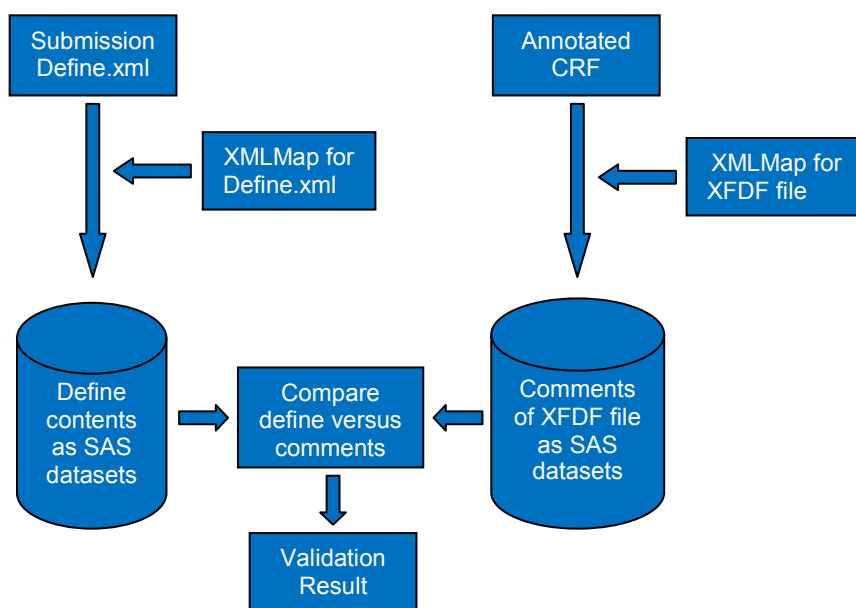 Submission
Define.xml
Annotated
CRF
XMLMap for
Define.xml
XMLMap for
XFDF file
Define
contents
as SAS
datasets
Compare
define versus
comments
Comments
of XFDF file
as SAS
datasets
Validation
Result